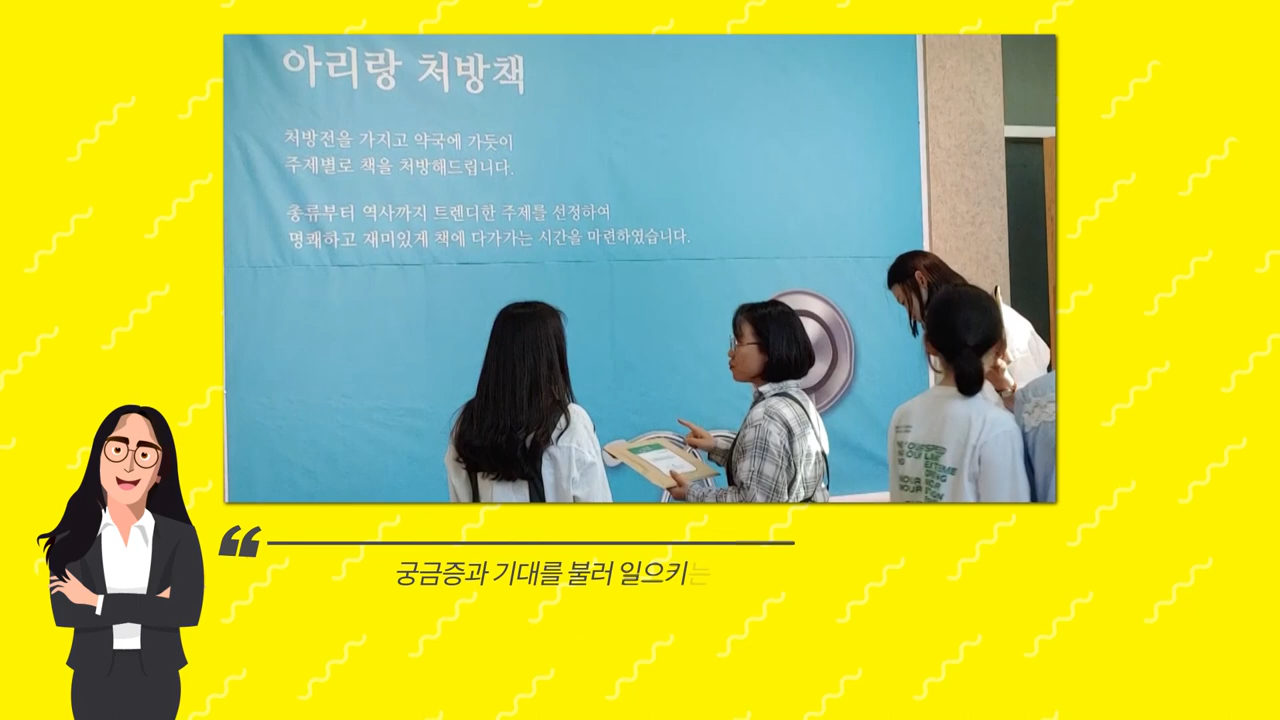 아리랑 처방책
처방전을 가지고 약국에 가듯이
주제별로 책을 처방해드립니다.
종류부터 역사까지 트렌디한 주제를 선정하여
명쾌하고 재미있게 책에 다가가는 시간을 마련하였습니다.
궁금증과 기대를 불러 일으키는